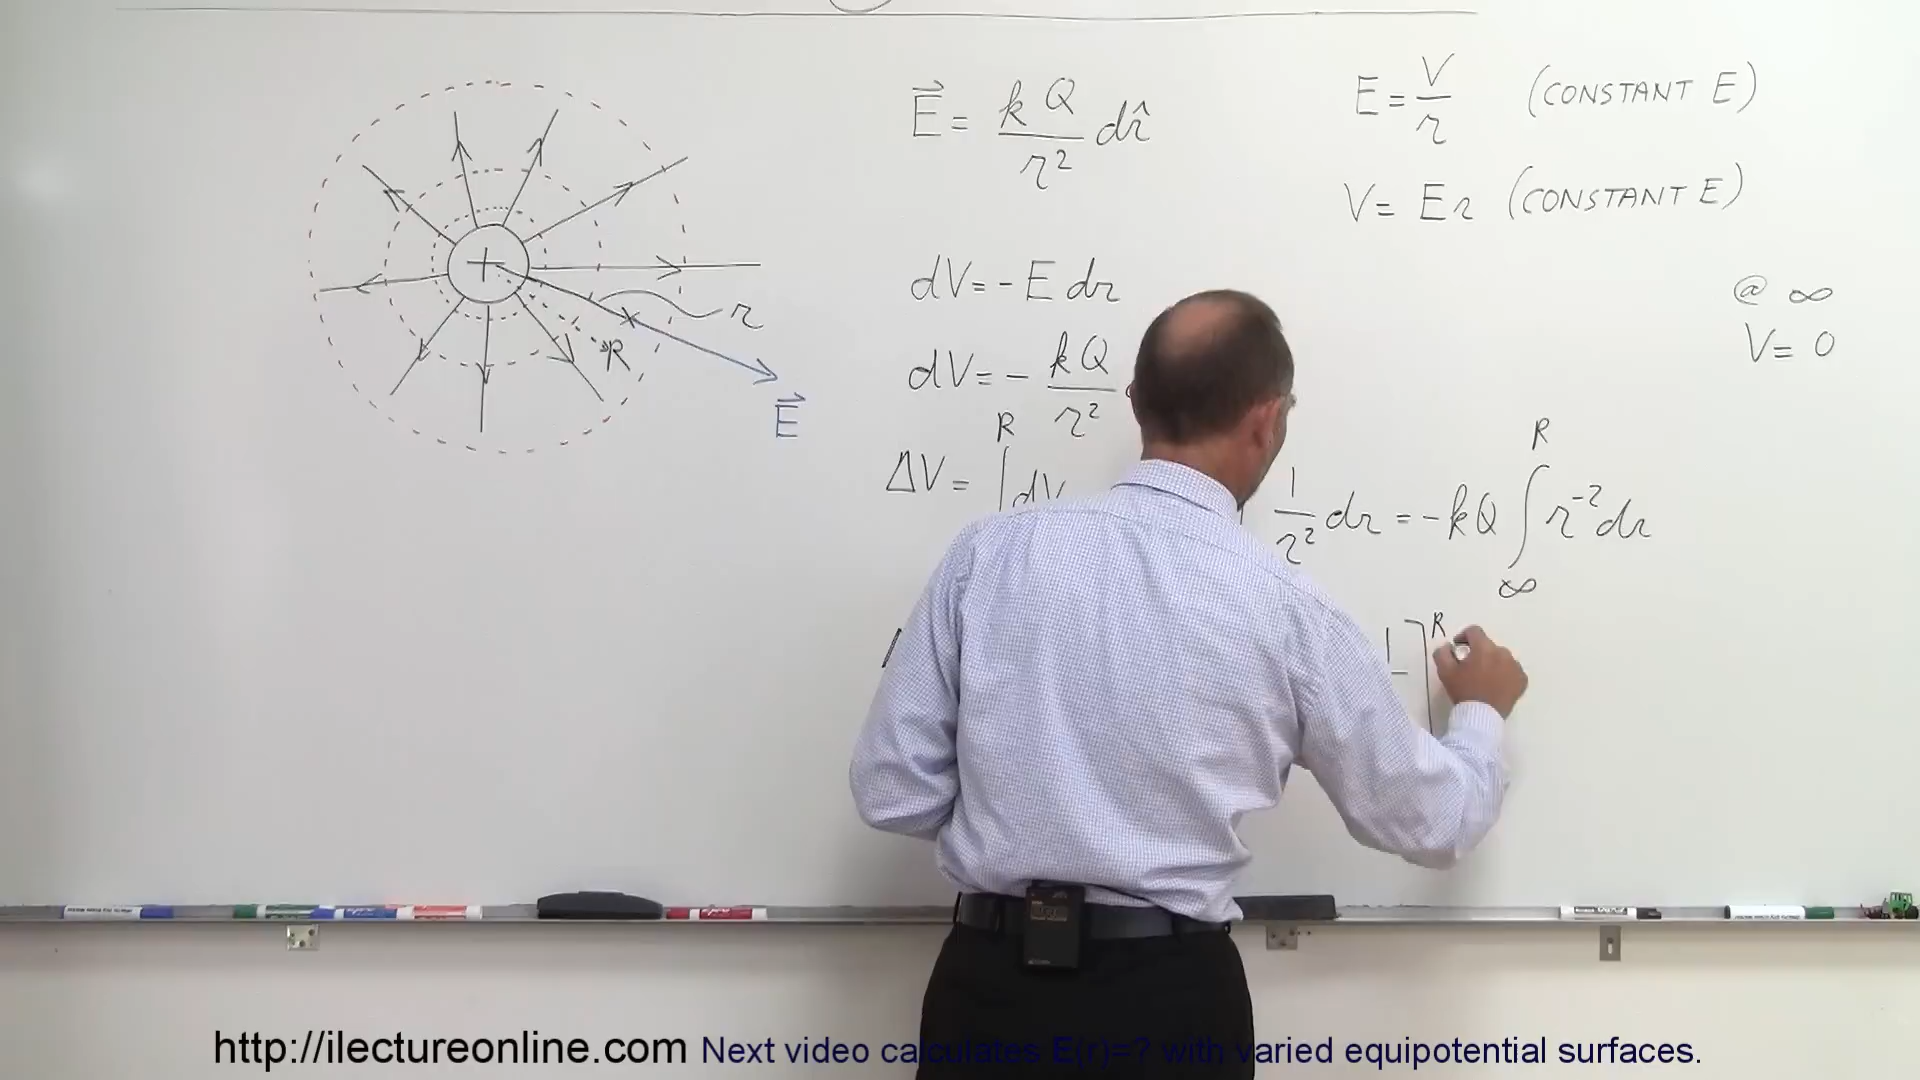 E⃗ = kQ/r² dr̂
E = V/r (CONSTANT E)
V = Er (CONSTANT E)
dV = - E dr
@ ∞
V = 0
dV = - kQ/r²
ΔV = ∫ R dV
1/r² dr = -kQ ∫ R ∞ r⁻² dr
1 ] R
+
r
R
E⃗
http://ilectureonline.com Next video calculates E(r)=? with varied equipotential surfaces.